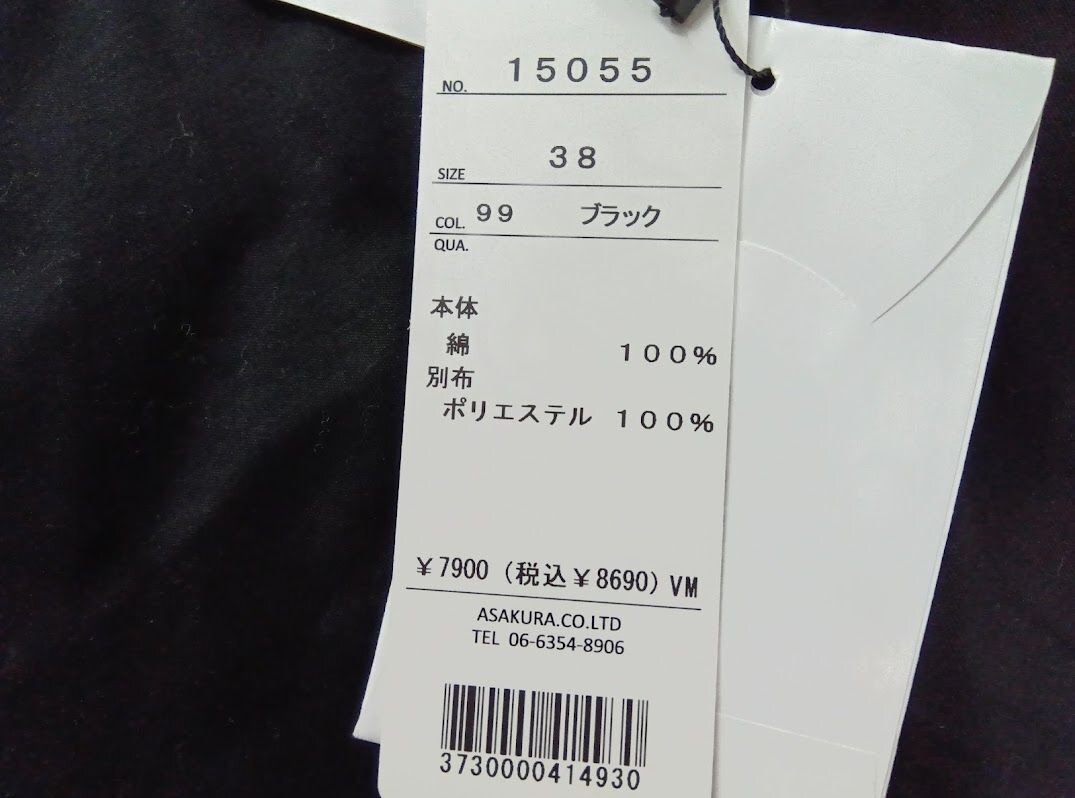 NO. 15055
SIZE 38
COL. 99 ブラック
QUA.
本体
綿 100%
別布
ポリエステル 100%
¥7900 (税込¥8690) VM
ASAKURA.CO.LTD
TEL 06-6354-8906
3730000414930